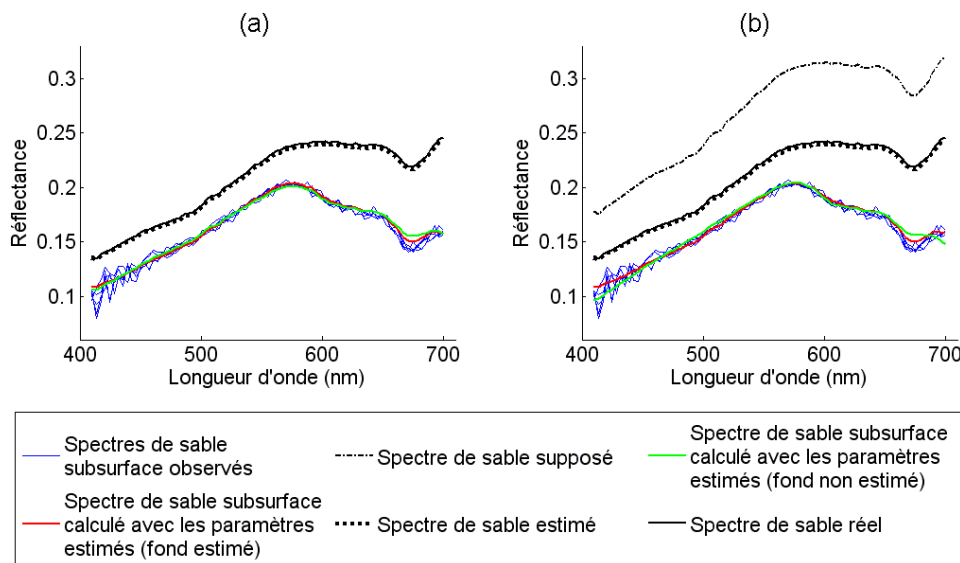 (a)
(b)
Réflectance
0.3
0.25
0.2
0.15
0.1
400
500
600
700
Longueur d'onde (nm)
Réflectance
0.3
0.25
0.2
0.15
0.1
400
500
600
700
Longueur d'onde (nm)
Spectres de sable
subsurface observés
Spectre de sable supposé
Spectre de sable subsurface
calculé avec les paramètres
estimés (fond non estimé)
Spectre de sable subsurface
calculé avec les paramètres
estimés (fond estimé)
Spectre de sable estimé
Spectre de sable réel